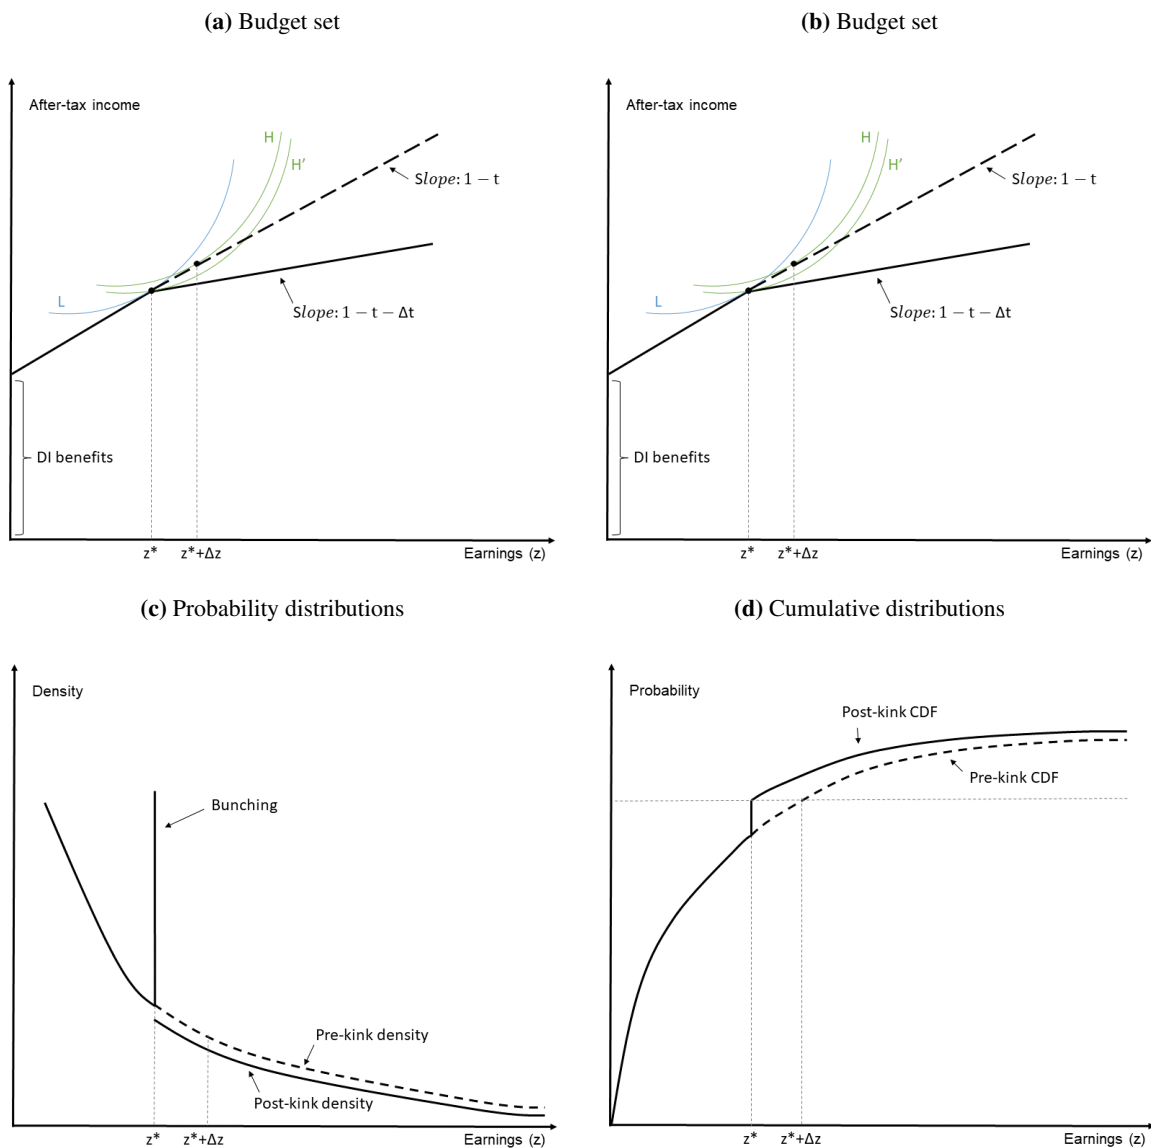 (a) Budget set
After-tax income
H
H′
Slope: 1 − t
L
Slope: 1 − t − Δt
DI benefits
z*
z*+Δz
Earnings (z)
(b) Budget set
After-tax income
H
H′
Slope: 1 − t
L
Slope: 1 − t − Δt
DI benefits
z*
z*+Δz
Earnings (z)
(c) Probability distributions
Density
Bunching
Pre-kink density
Post-kink density
z*
z*+Δz
Earnings (z)
(d) Cumulative distributions
Probability
Post-kink CDF
Pre-kink CDF
z*
z*+Δz
Earnings (z)